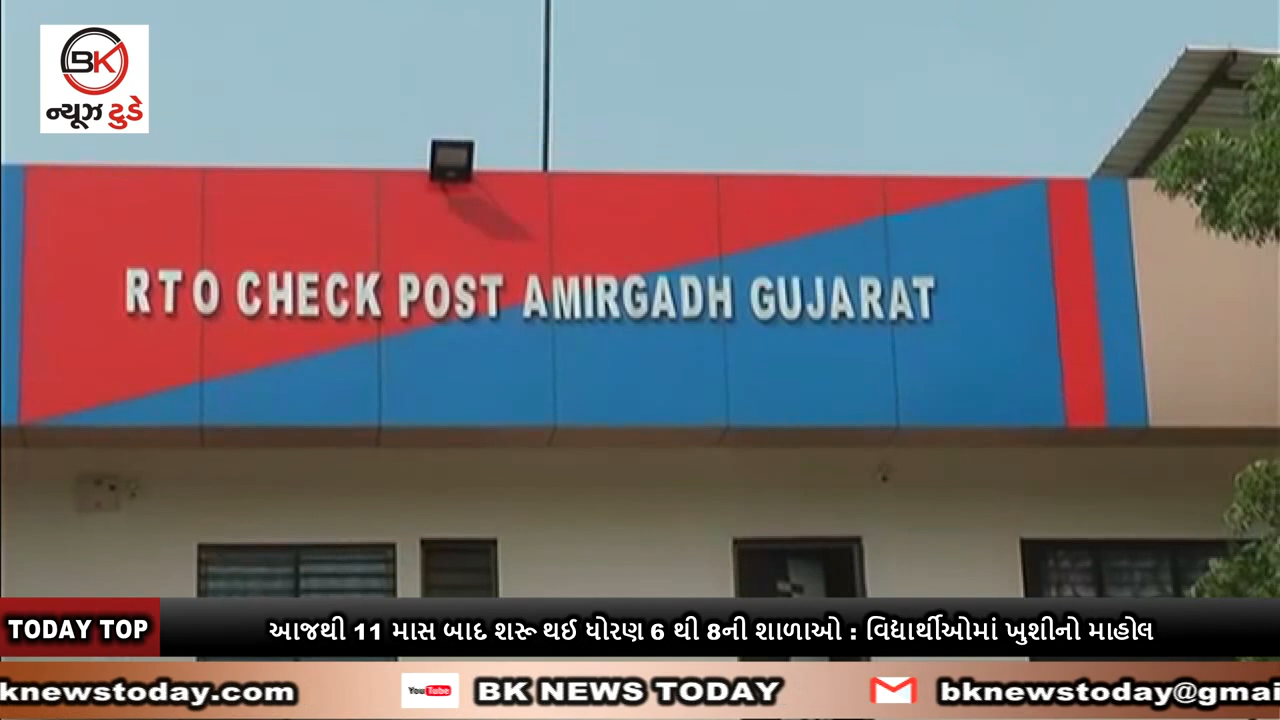 BK
ન્યૂઝ ટુડે
RTO CHECK POST AMIRGADH GUJARAT
TODAY TOP
આજથી 11 માસ બાદ શરૂ થઈ ધોરણ 6 થી 8ની શાળાઓ : વિદ્યાર્થીઓમાં ખુશીનો માહોલ
knewstoday.com YouTube BK NEWS TODAY bknewstoday@gmai